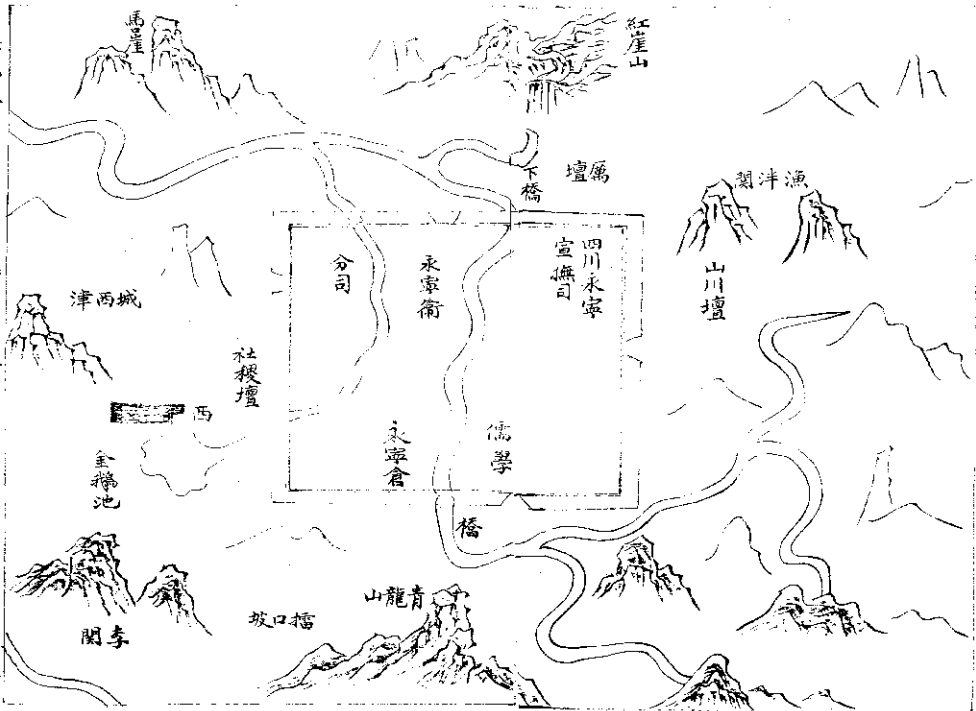 紅崖山
馬崖
下橋
厲壇
漁泮関
山川壇
四川永寧
宣撫司
永寧衛
分司
城西津
社稷壇
西
金鵝池
儒學
永寧倉
橋
青龍山
擂口坡
李関